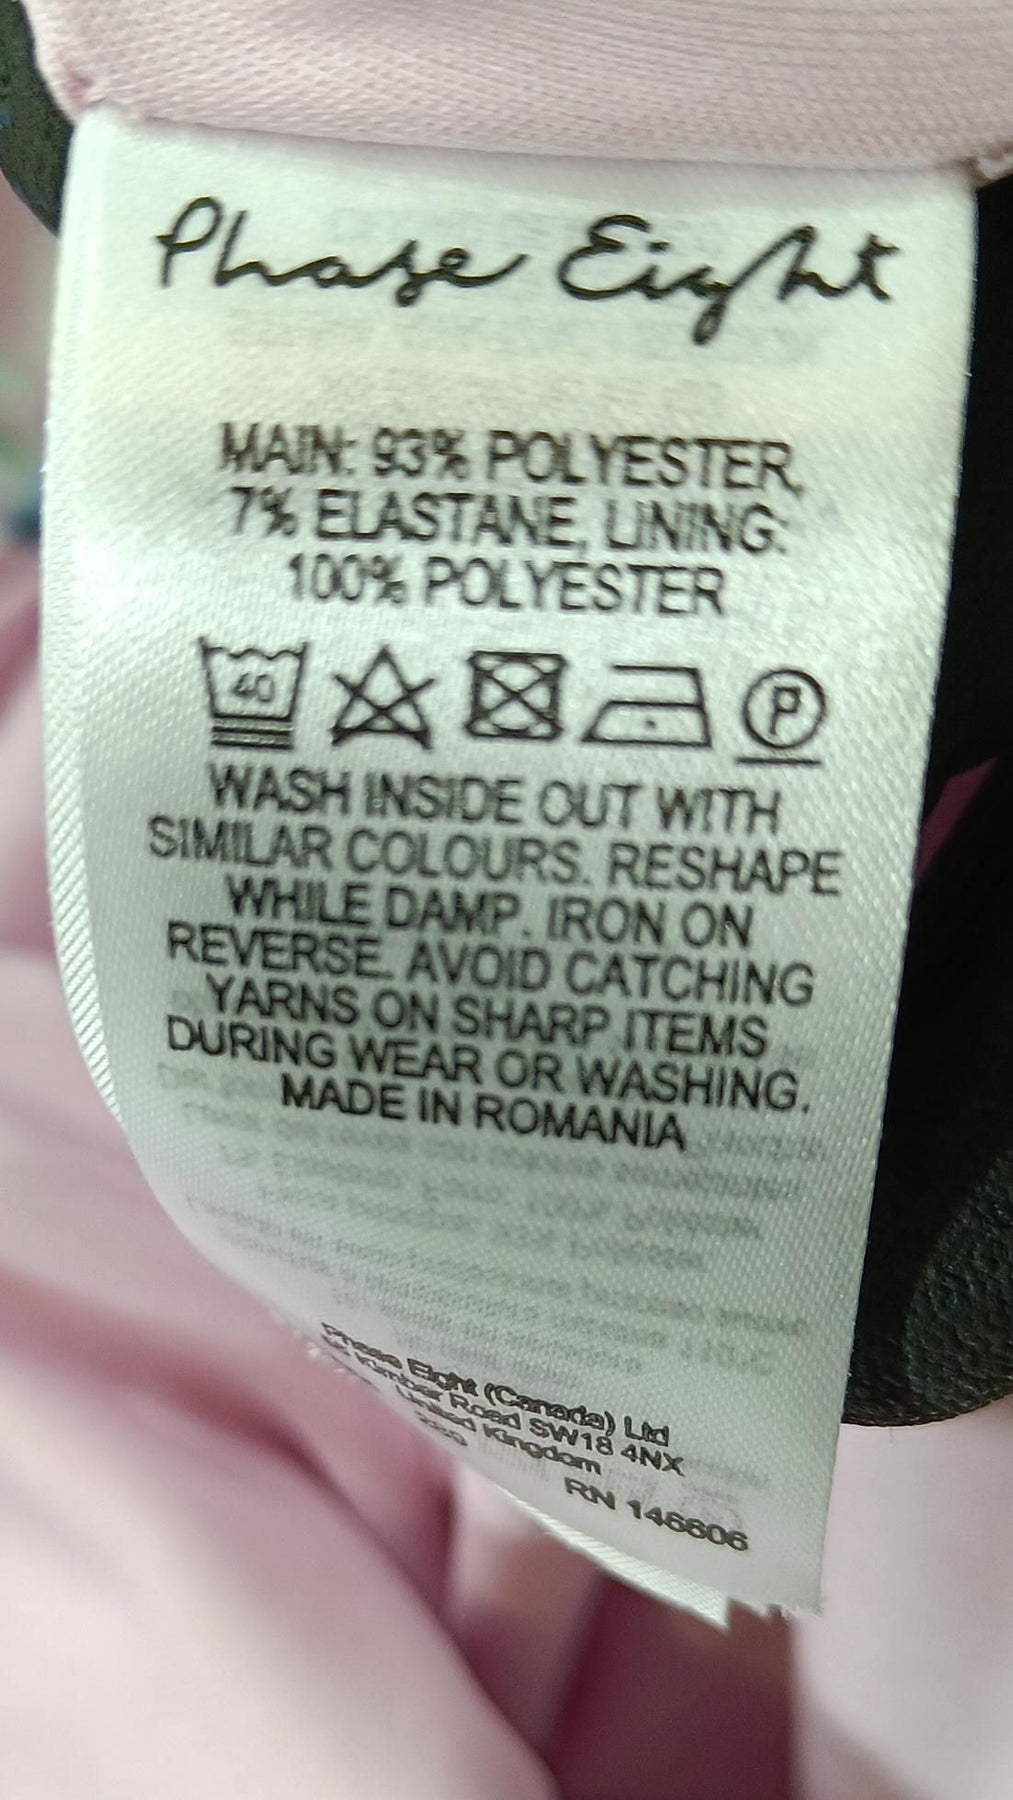 Phase Eight
MAIN: 93% POLYESTER,
7% ELASTANE, LINING:
100% POLYESTER
40
P
WASH INSIDE OUT WITH
SIMILAR COLOURS. RESHAPE
WHILE DAMP. IRON ON
REVERSE. AVOID CATCHING
YARNS ON SHARP ITEMS
DURING WEAR OR WASHING.
MADE IN ROMANIA
Phase Eight (Canada) Ltd
Kimber Road SW18 4NX
United Kingdom
RN 146606